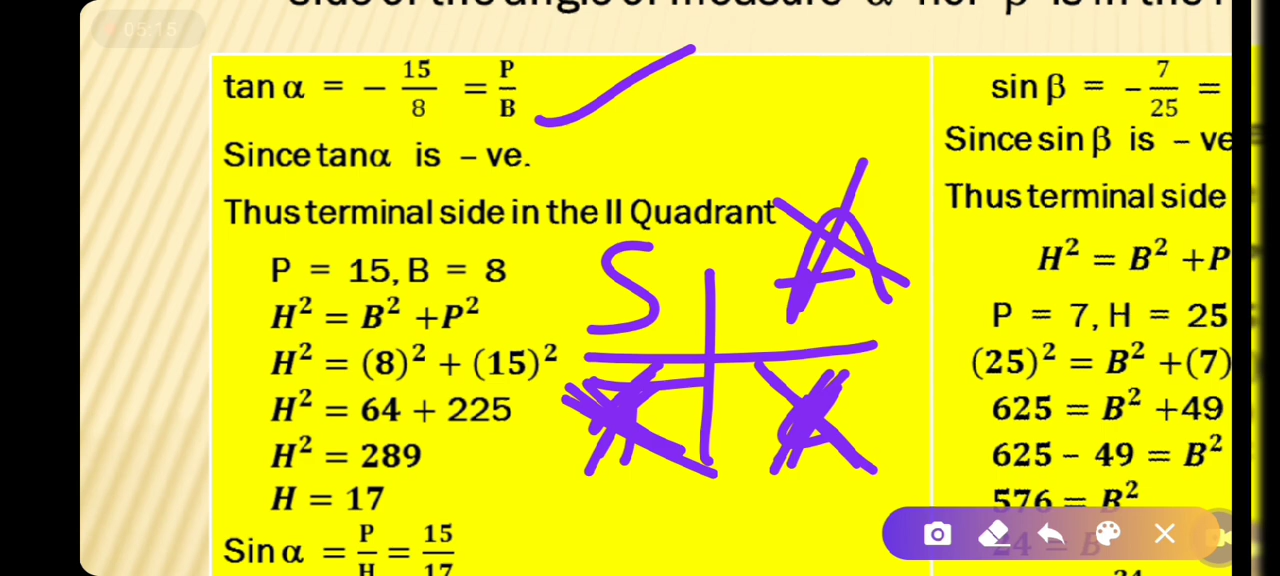 05:15
tan α = − 15/8 = P/B
Since tanα is − ve.
Thus terminal side in the II Quadrant
P = 15, B = 8
H² = B² +P²
H² = (8)² + (15)²
H² = 64 + 225
H² = 289
H = 17
Sin α = P/H = 15/17
S A
sin β = − 7/25 =
Since sin β is − ve
Thus terminal side
H² = B² +P
P = 7, H = 25
(25)² = B² +(7)
625 = B² +49
625 − 49 = B²
576 = B²
24 = B